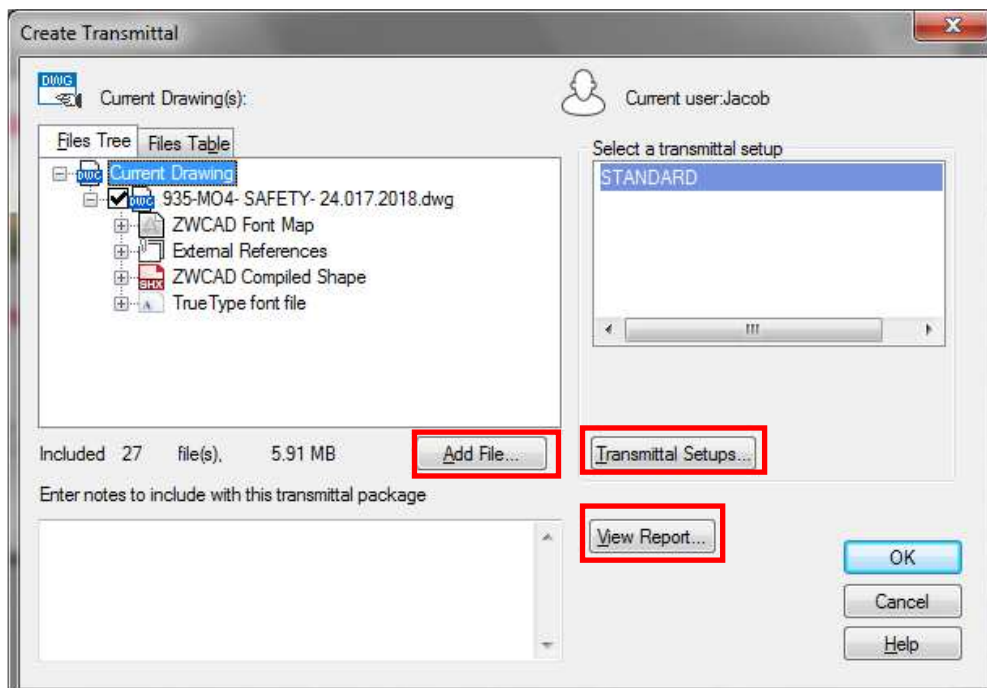 Create Transmittal
DWG
Current Drawing(s):
Current user:Jacob
Files Tree
Files Table
Select a transmittal setup
DWG
Current Drawing
STANDARD
DWG
935-MO4- SAFETY- 24.017.2018.dwg
ZWCAD Font Map
External References
SHX
ZWCAD Compiled Shape
A
TrueType font file
Included 27 file(s), 5.91 MB
Add File...
Transmittal Setups...
Enter notes to include with this transmittal package
View Report...
OK
Cancel
Help